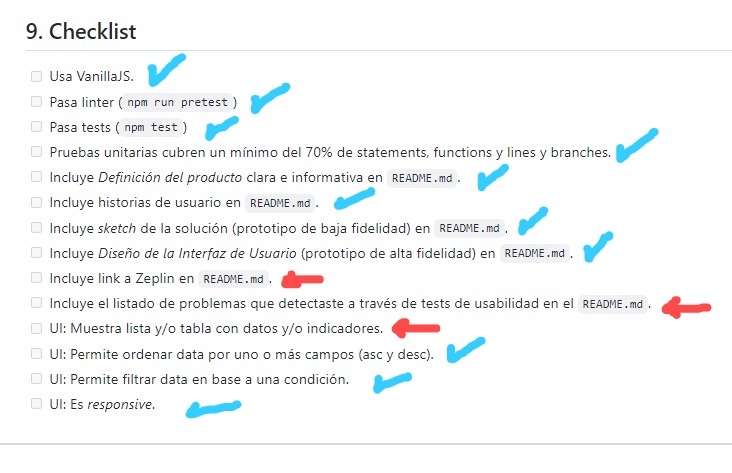 9. Checklist
Usa VanillaJS.
Pasa linter ( npm run pretest )
Pasa tests ( npm test )
Pruebas unitarias cubren un mínimo del 70% de statements, functions y lines y branches.
Incluye Definición del producto clara e informativa en README.md .
Incluye historias de usuario en README.md .
Incluye sketch de la solución (prototipo de baja fidelidad) en README.md .
Incluye Diseño de la Interfaz de Usuario (prototipo de alta fidelidad) en README.md .
Incluye link a Zeplin en README.md .
Incluye el listado de problemas que detectaste a través de tests de usabilidad en el README.md .
UI: Muestra lista y/o tabla con datos y/o indicadores.
UI: Permite ordenar data por uno o más campos (asc y desc).
UI: Permite filtrar data en base a una condición.
UI: Es responsive.